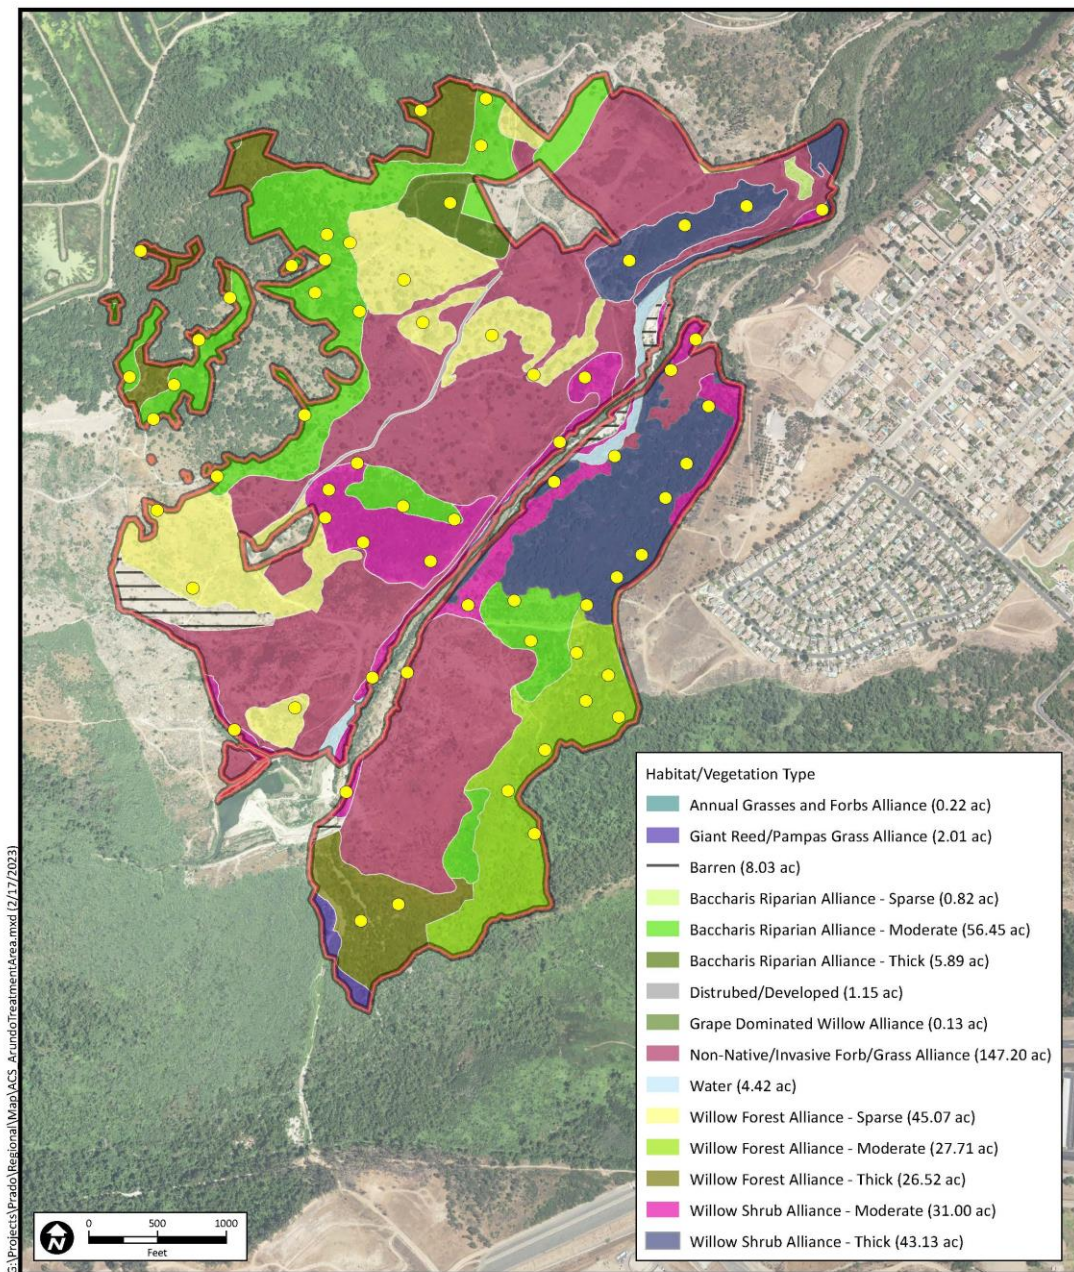 Habitat/Vegetation Type
Annual Grasses and Forbs Alliance (0.22 ac)
Giant Reed/Pampas Grass Alliance (2.01 ac)
Barren (8.03 ac)
Baccharis Riparian Alliance - Sparse (0.82 ac)
Baccharis Riparian Alliance - Moderate (56.45 ac)
Baccharis Riparian Alliance - Thick (5.89 ac)
Distrubed/Developed (1.15 ac)
Grape Dominated Willow Alliance (0.13 ac)
Non-Native/Invasive Forb/Grass Alliance (147.20 ac)
Water (4.42 ac)
Willow Forest Alliance - Sparse (45.07 ac)
Willow Forest Alliance - Moderate (27.71 ac)
Willow Forest Alliance - Thick (26.52 ac)
Willow Shrub Alliance - Moderate (31.00 ac)
Willow Shrub Alliance - Thick (43.13 ac)
N
0 500 1000
Feet
G:\Projects\Prado\Regional\Map\ACS_ArundoTreatmentArea.mxd (2/17/2023)